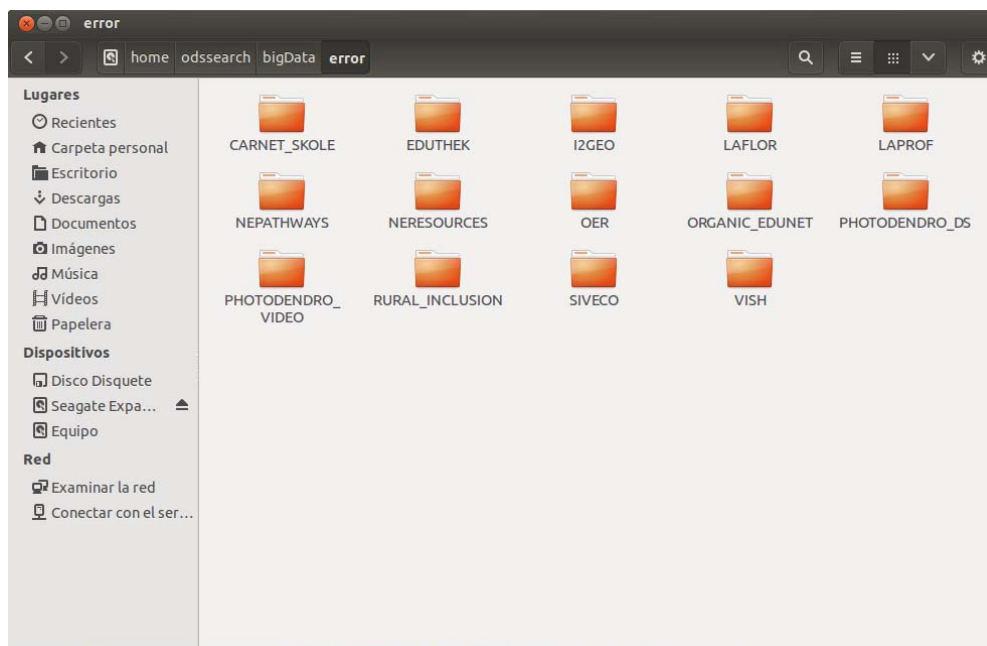 error
home odssearch bigData error
Lugares
Recientes
Carpeta personal
Escritorio
Descargas
Documentos
Imágenes
Música
Vídeos
Papelera
Dispositivos
Disco Disquete
Seagate Expa...
Equipo
Red
Examinar la red
Conectar con el ser...
CARNET_SKOLE EDUTHEK I2GEO LAFLOR LAPROF
NEPATHWAYS NERESOURCES OER ORGANIC_EDUNET PHOTODENDRO_DS
PHOTODENDRO_ RURAL_INCLUSION SIVECO VISH
VIDEO